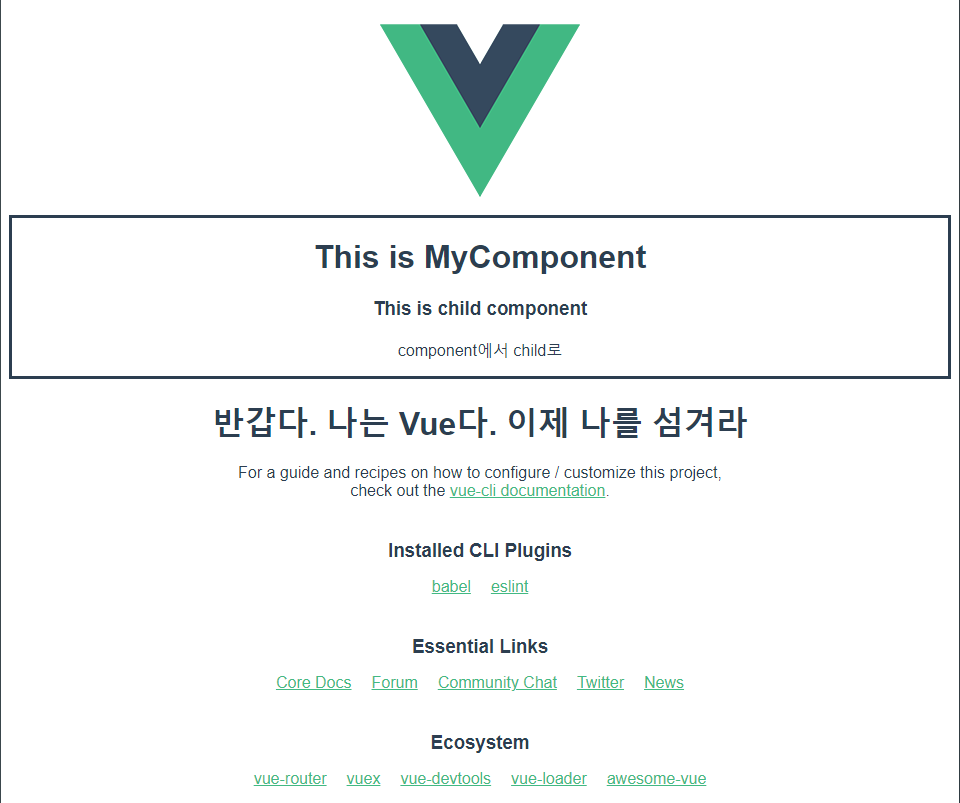 This is MyComponent
This is child component
component에서 child로
반갑다. 나는 Vue다. 이제 나를 섬겨라
For a guide and recipes on how to configure / customize this project,
check out the vue-cli documentation.
Installed CLI Plugins
babel eslint
Essential Links
Core Docs Forum Community Chat Twitter News
Ecosystem
vue-router vuex vue-devtools vue-loader awesome-vue